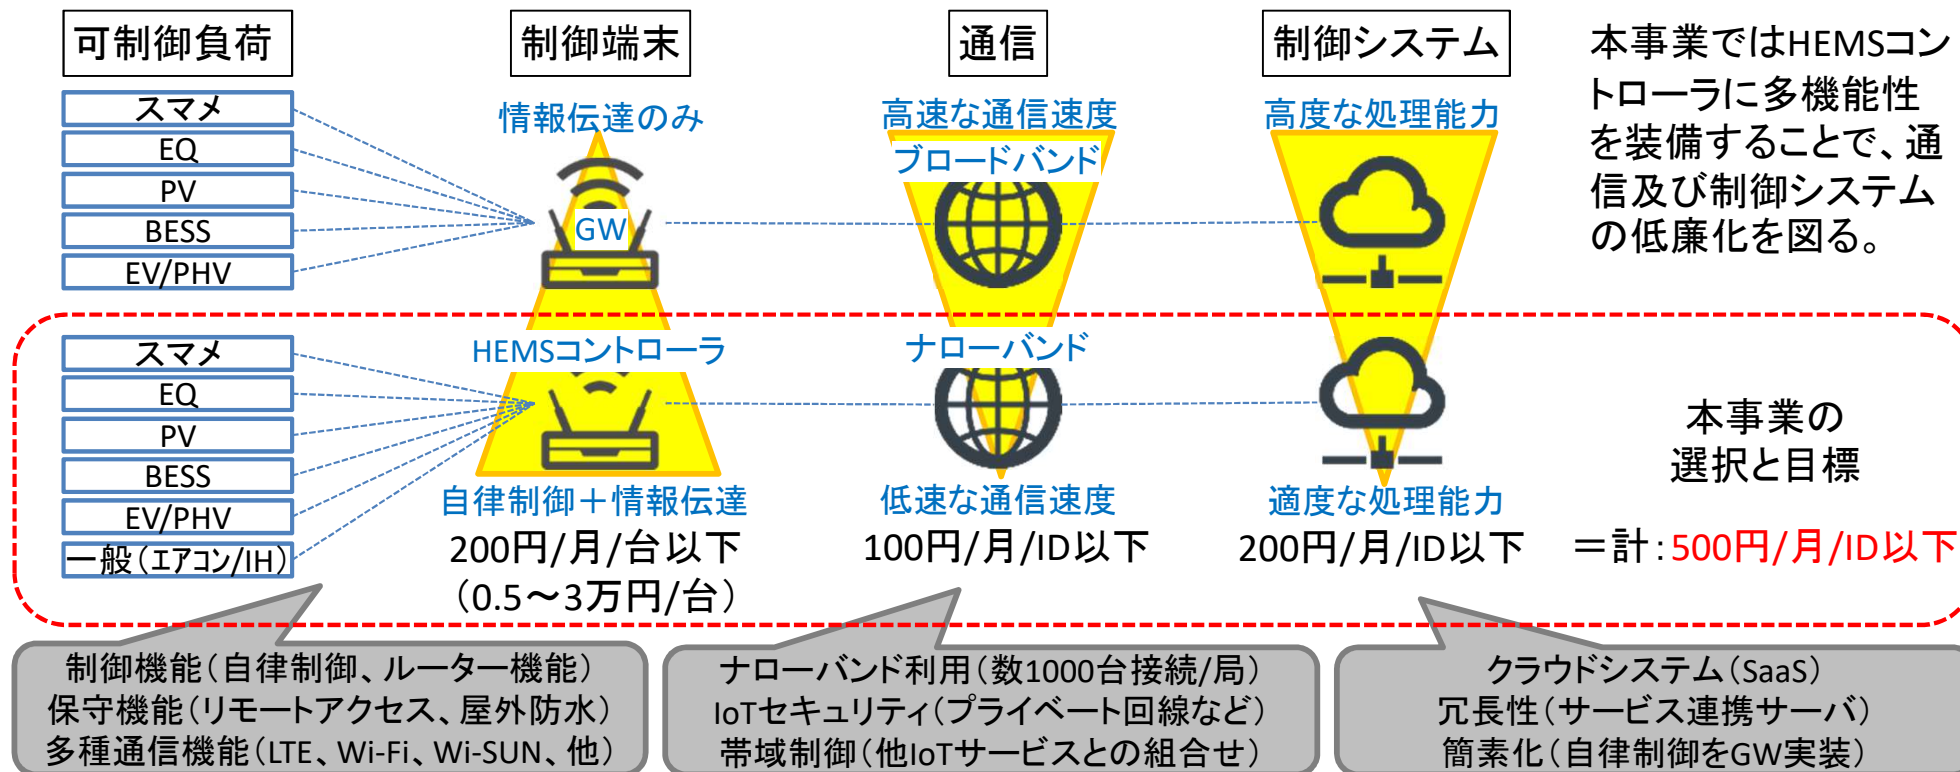 可制御負荷
制御端末
通信
制御システム
本事業ではHEMSコン
トローラに多機能性
を装備することで、通
信及び制御システム
の低廉化を図る。
スマメ
EQ
PV
BESS
EV/PHV
情報伝達のみ
GW
高速な通信速度
ブロードバンド
高度な処理能力
スマメ
EQ
PV
BESS
EV/PHV
一般（エアコン/IH）
HEMSコントローラ
自律制御＋情報伝達
200円/月/台以下
（0.5～3万円/台）
ナローバンド
低速な通信速度
100円/月/ID以下
適度な処理能力
200円/月/ID以下
本事業の
選択と目標
＝計：500円/月/ID以下
制御機能（自律制御、ルーター機能）
保守機能（リモートアクセス、屋外防水）
多種通信機能（LTE、Wi-Fi、Wi-SUN、他）
ナローバンド利用（数1000台接続/局）
IoTセキュリティ（プライベート回線など）
帯域制御（他IoTサービスとの組合せ）
クラウドシステム（SaaS）
冗長性（サービス連携サーバ）
簡素化（自律制御をGW実装）